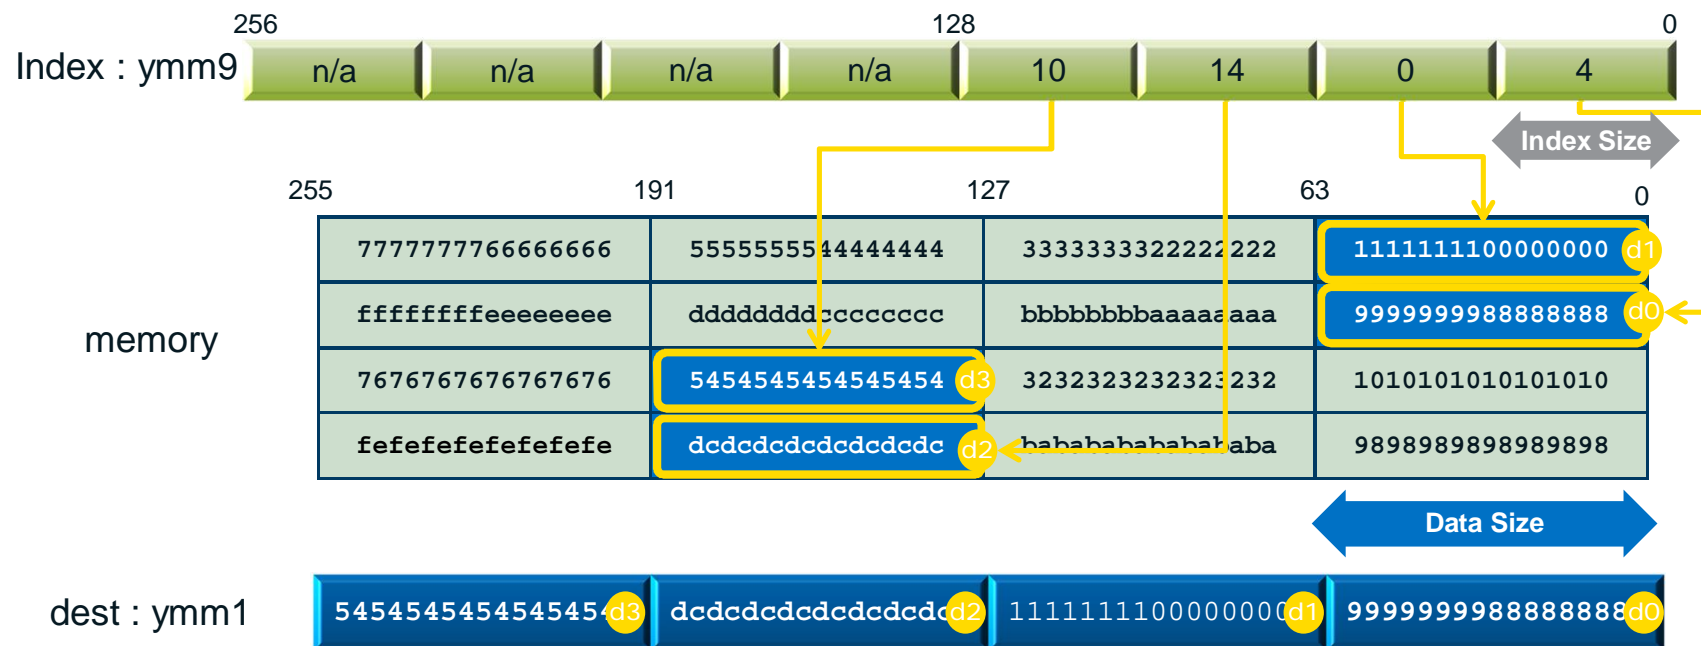 256 128 0
Index : ymm9 n/a n/a n/a n/a 10 14 0 4
Index Size
255 191 127 63 0
7777777766666666 5555555544444444 3333333322222222 1111111100000000 d1
ffffffffeeeeeeee ddddddddcccccccc bbbbbbbbaaaaaaaa 9999999988888888 d0
memory
7676767676767676 5454545454545454 d3 3232323232323232 1010101010101010
fefefefefefefefe dcdcdcdcdcdcdcdc d2 babababababababa 9898989898989898
Data Size
dest : ymm1 5454545454545454 d3 dcdcdcdcdcdcdcdc d2 1111111100000000 d1 9999999988888888 d0